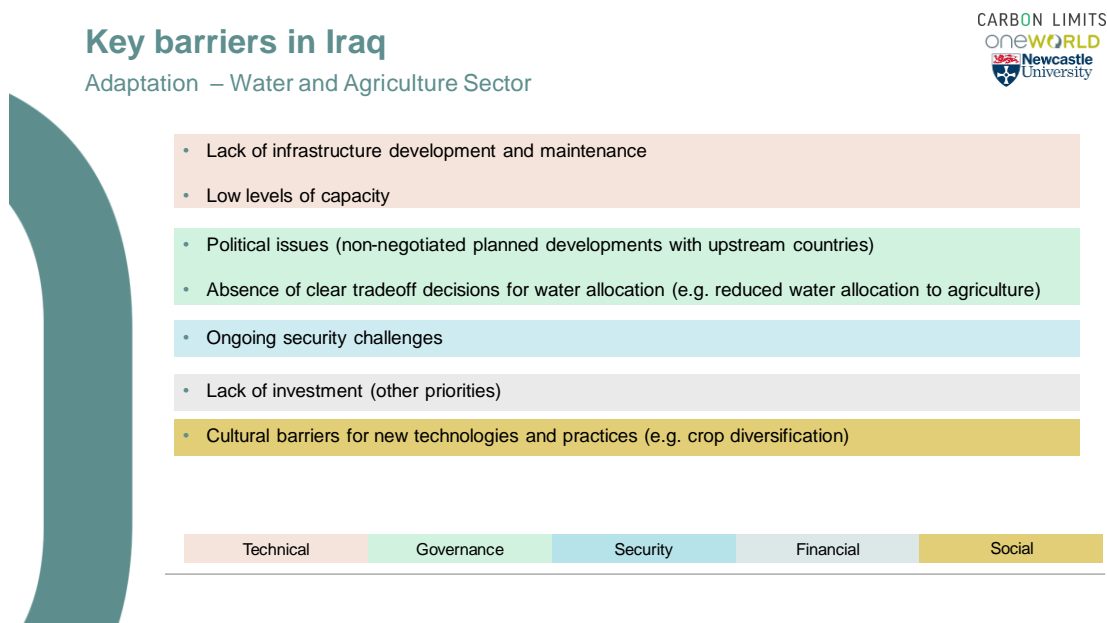 CARBON LIMITS
oneWORLD
Newcastle
University
Key barriers in Iraq
Adaptation – Water and Agriculture Sector
• Lack of infrastructure development and maintenance
• Low levels of capacity
• Political issues (non-negotiated planned developments with upstream countries)
• Absence of clear tradeoff decisions for water allocation (e.g. reduced water allocation to agriculture)
• Ongoing security challenges
• Lack of investment (other priorities)
• Cultural barriers for new technologies and practices (e.g. crop diversification)
Technical Governance Security Financial Social